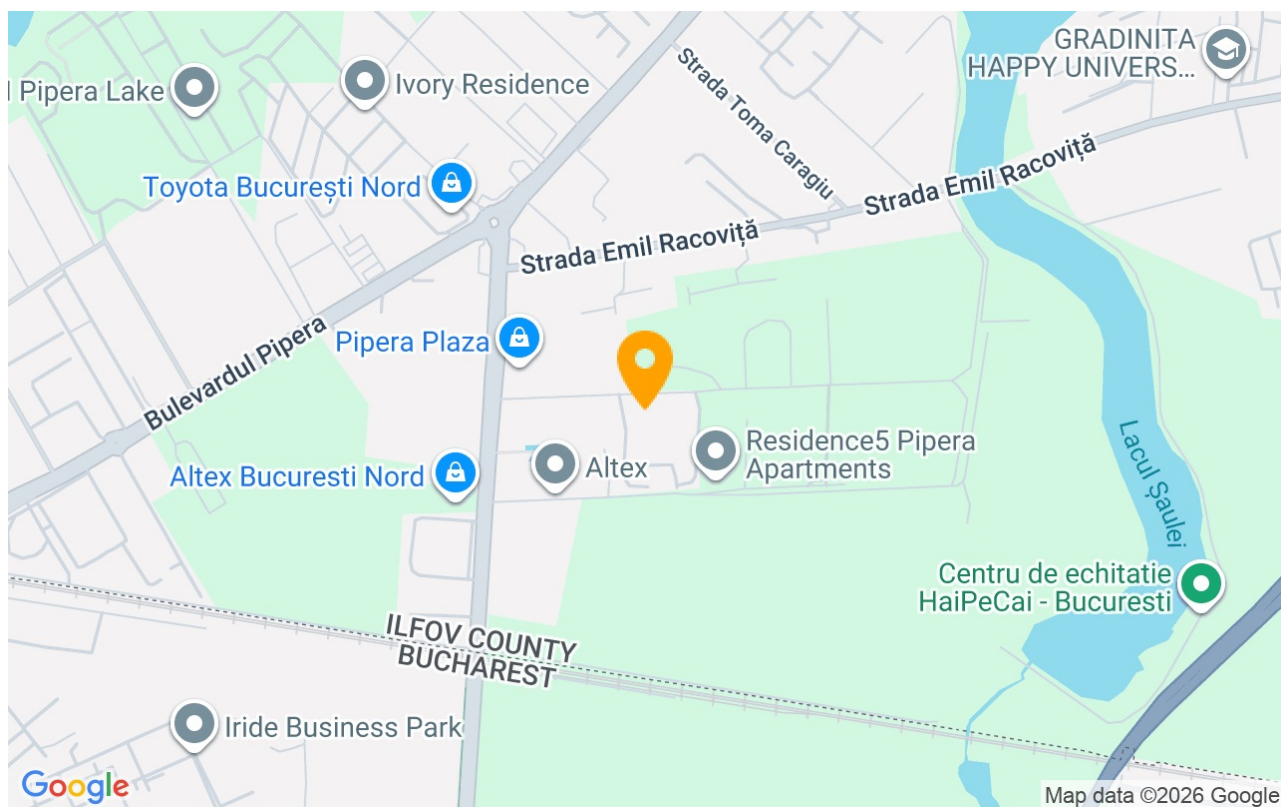 GRADINITA
HAPPY UNIVERS...
Pipera Lake
Ivory Residence
Strada Toma Caragiu
Toyota București Nord
Strada Emil Racoviță
Strada Emil Racoviță
Pipera Plaza
Bulevardul Pipera
Residence5 Pipera
Apartments
Altex
Altex Bucuresti Nord
Lacul Șaulei
Centru de echitatie
HaiPeCai - Bucuresti
ILFOV COUNTY
BUCHAREST
Iride Business Park
Google
Map data ©2026 Google